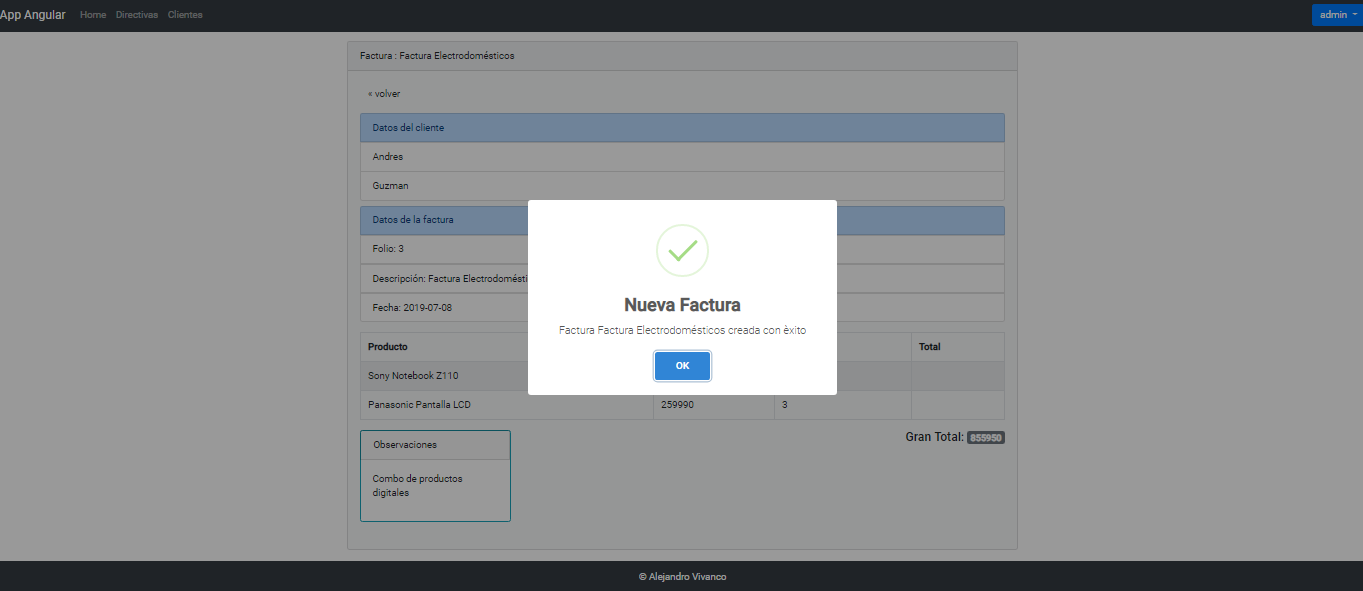 App Angular Home Directivas Clientes admin
Factura : Factura Electrodomésticos
« volver
Datos del cliente
Andres
Guzman
Datos de la factura
Folio: 3
Descripción: Factura Electrodomésti
Fecha: 2019-07-08
Nueva Factura
Factura Factura Electrodomésticos creada con èxito
OK
Producto Total
Sony Notebook Z110
Panasonic Pantalla LCD 259990 3
Gran Total: 855950
Observaciones
Combo de productos
digitales
© Alejandro Vivanco